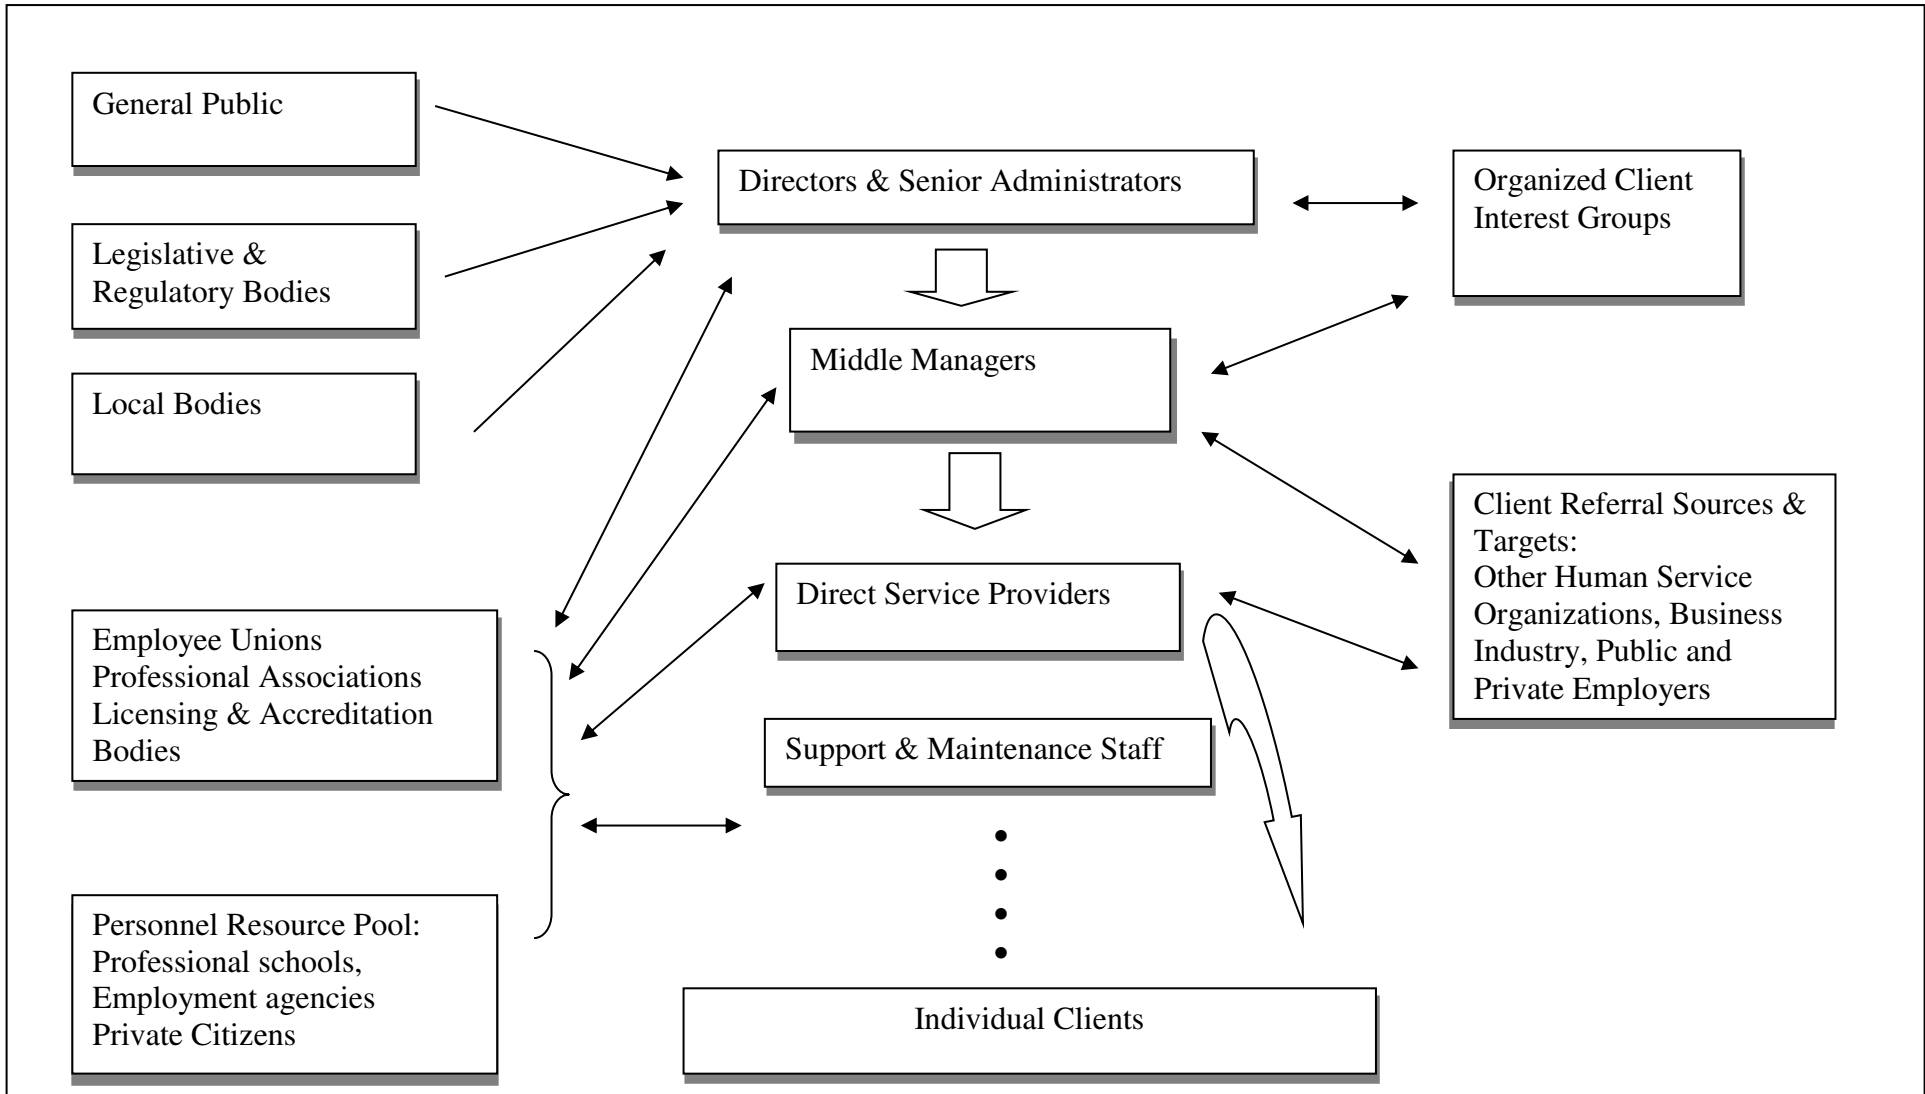 General Public
Directors & Senior Administrators
Organized Client
Interest Groups
Legislative &
Regulatory Bodies
Middle Managers
Local Bodies
Client Referral Sources &
Targets:
Other Human Service
Organizations, Business
Industry, Public and
Private Employers
Direct Service Providers
Employee Unions
Professional Associations
Licensing & Accreditation
Bodies
Support & Maintenance Staff
Personnel Resource Pool:
Professional schools,
Employment agencies
Private Citizens
Individual Clients